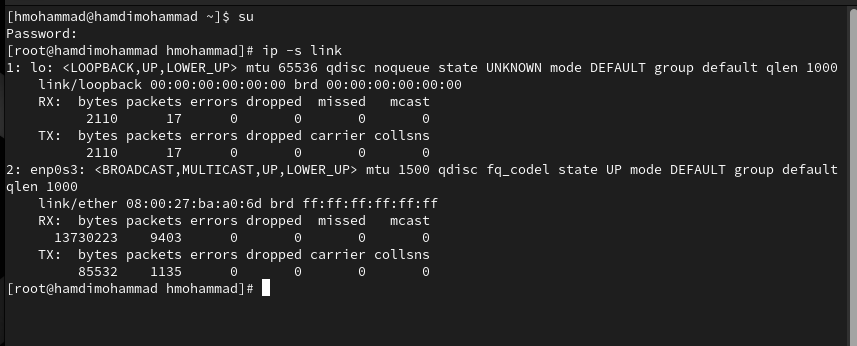 [hmohammad@hamdimohammad ~]$ su
Password:
[root@hamdimohammad hmohammad]# ip -s link
1: lo: <LOOPBACK,UP,LOWER_UP> mtu 65536 qdisc noqueue state UNKNOWN mode DEFAULT group default qlen 1000
    link/loopback 00:00:00:00:00:00 brd 00:00:00:00:00:00
    RX:  bytes packets errors dropped  missed   mcast
          2110      17      0       0       0       0
    TX:  bytes packets errors dropped carrier collsns
          2110      17      0       0       0       0
2: enp0s3: <BROADCAST,MULTICAST,UP,LOWER_UP> mtu 1500 qdisc fq_codel state UP mode DEFAULT group default
qlen 1000
    link/ether 08:00:27:ba:a0:6d brd ff:ff:ff:ff:ff:ff
    RX:  bytes packets errors dropped  missed   mcast
      13730223    9403      0       0       0       0
    TX:  bytes packets errors dropped carrier collsns
         85532    1135      0       0       0       0
[root@hamdimohammad hmohammad]#